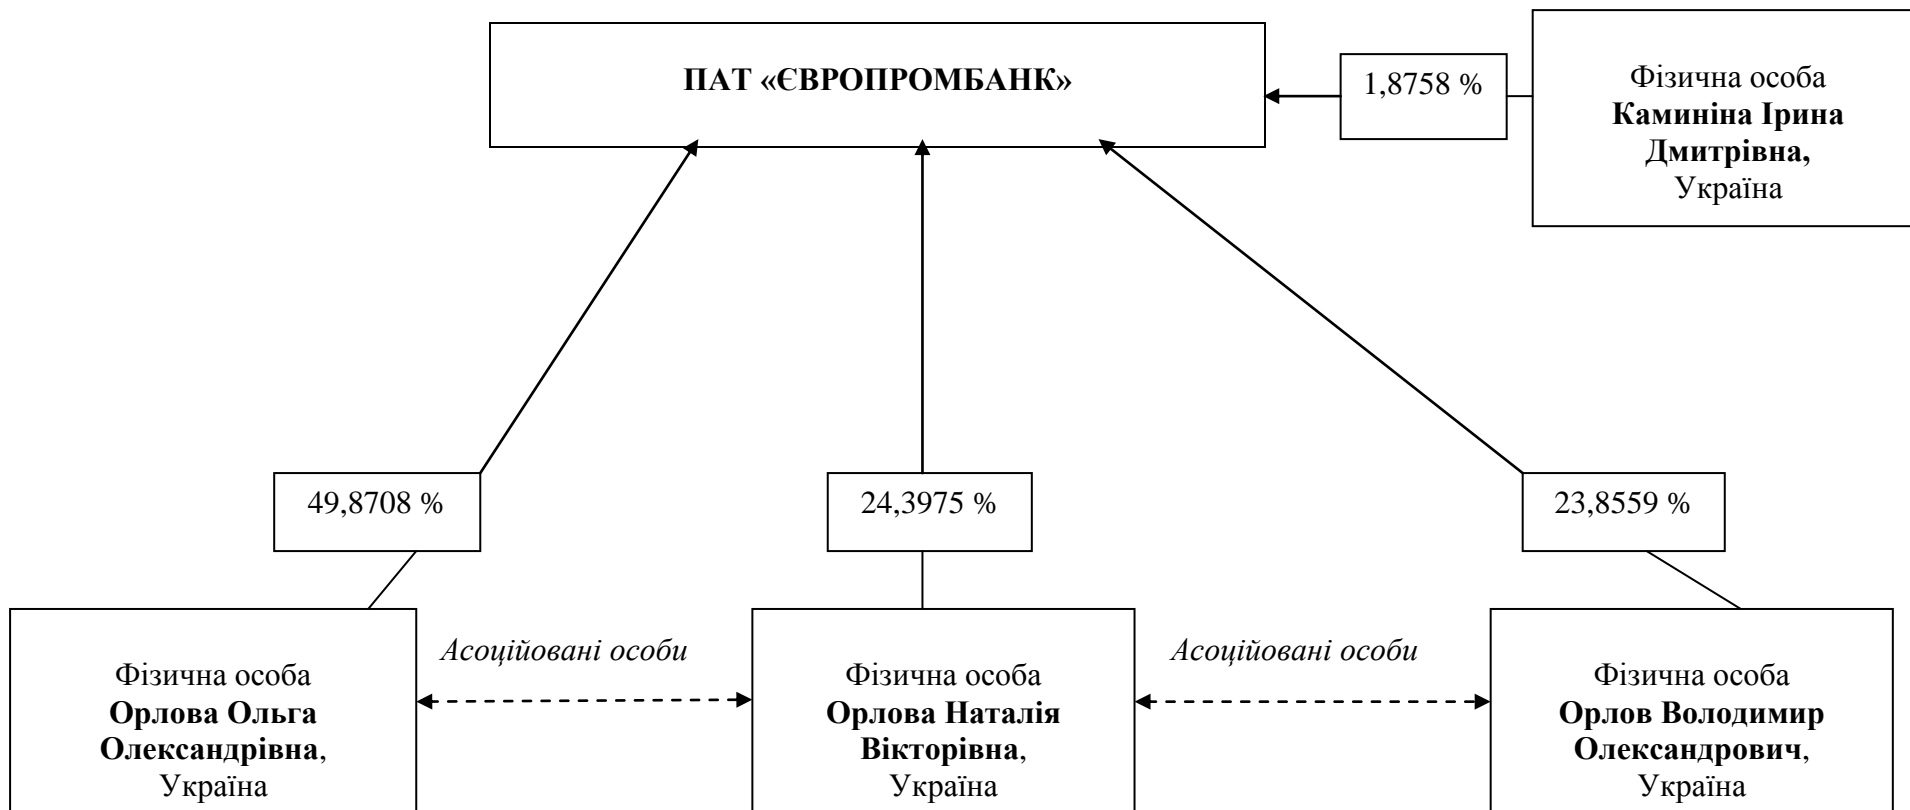 ПАТ «ЄВРОПРОМБАНК»
1,8758 %
Фізична особа
Каминіна Ірина
Дмитрівна,
Україна
49,8708 %
24,3975 %
23,8559 %
Асоційовані особи
Асоційовані особи
Фізична особа
Орлова Ольга
Олександрівна,
Україна
Фізична особа
Орлова Наталія
Вікторівна,
Україна
Фізична особа
Орлов Володимир
Олександрович,
Україна